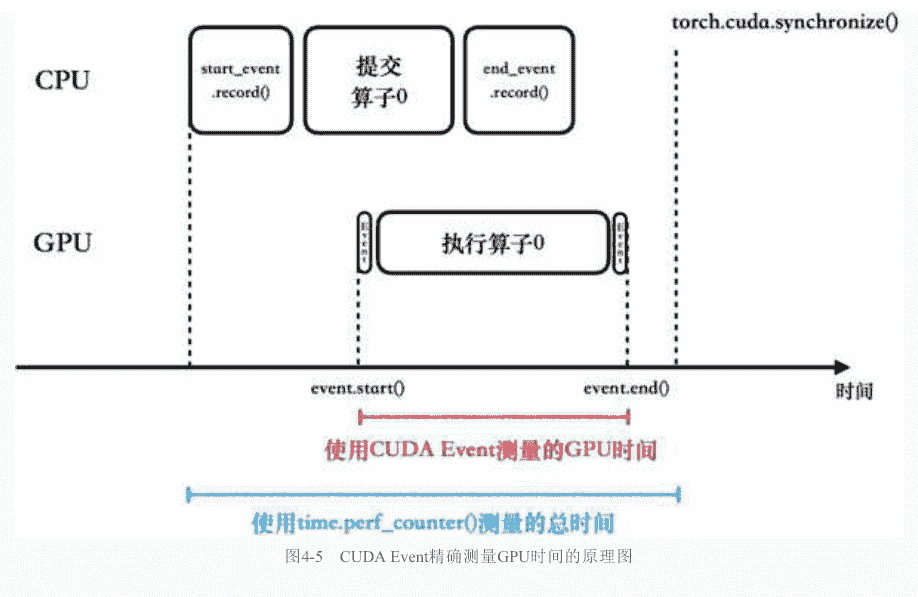 torch.cuda.synchronize()
CPU
start_event
.record()
提交
算子0
end_event
.record()
GPU
Event
执行算子0
Event
event.start()
event.end()
时间
使用CUDA Event测量的GPU时间
使用time.perf_counter()测量的总时间
图4-5 CUDA Event精确测量GPU时间的原理图